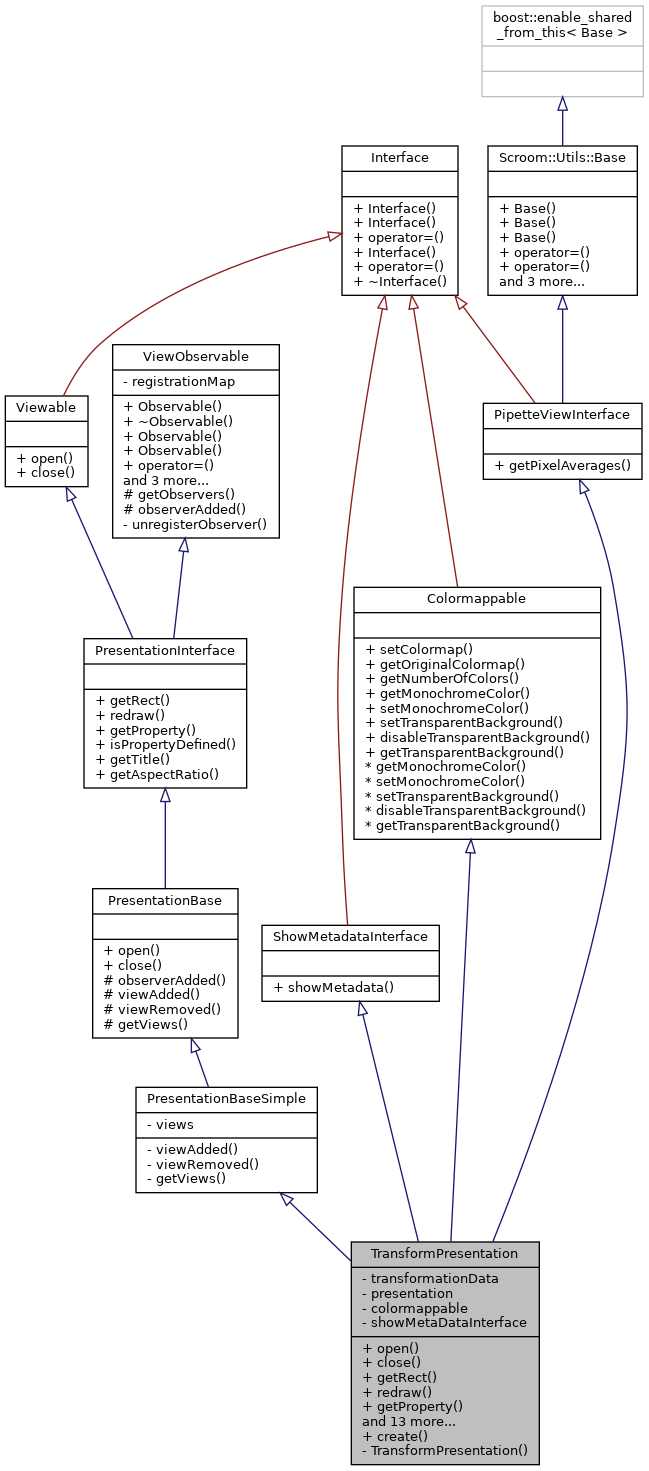 boost::enable_shared
_from_this< Base >
Interface
+ Interface()
+ Interface()
+ operator=()
+ Interface()
+ operator=()
+ ~Interface()
Scroom::Utils::Base
+ Base()
+ Base()
+ Base()
+ operator=()
+ operator=()
and 3 more...
ViewObservable
- registrationMap
+ Observable()
+ ~Observable()
+ Observable()
+ Observable()
+ operator=()
and 3 more...
# getObservers()
# observerAdded()
- unregisterObserver()
Viewable
+ open()
+ close()
PipetteViewInterface
+ getPixelAverages()
Colormappable
+ setColormap()
+ getOriginalColormap()
+ getNumberOfColors()
+ getMonochromeColor()
+ setMonochromeColor()
+ setTransparentBackground()
+ disableTransparentBackground()
+ getTransparentBackground()
* getMonochromeColor()
* setMonochromeColor()
* setTransparentBackground()
* disableTransparentBackground()
* getTransparentBackground()
PresentationInterface
+ getRect()
+ redraw()
+ getProperty()
+ isPropertyDefined()
+ getTitle()
+ getAspectRatio()
PresentationBase
+ open()
+ close()
# observerAdded()
# viewAdded()
# viewRemoved()
# getViews()
ShowMetadataInterface
+ showMetadata()
PresentationBaseSimple
- views
- viewAdded()
- viewRemoved()
- getViews()
TransformPresentation
- transformationData
- presentation
- colormappable
- showMetaDataInterface
+ open()
+ close()
+ getRect()
+ redraw()
+ getProperty()
and 13 more...
+ create()
- TransformPresentation()